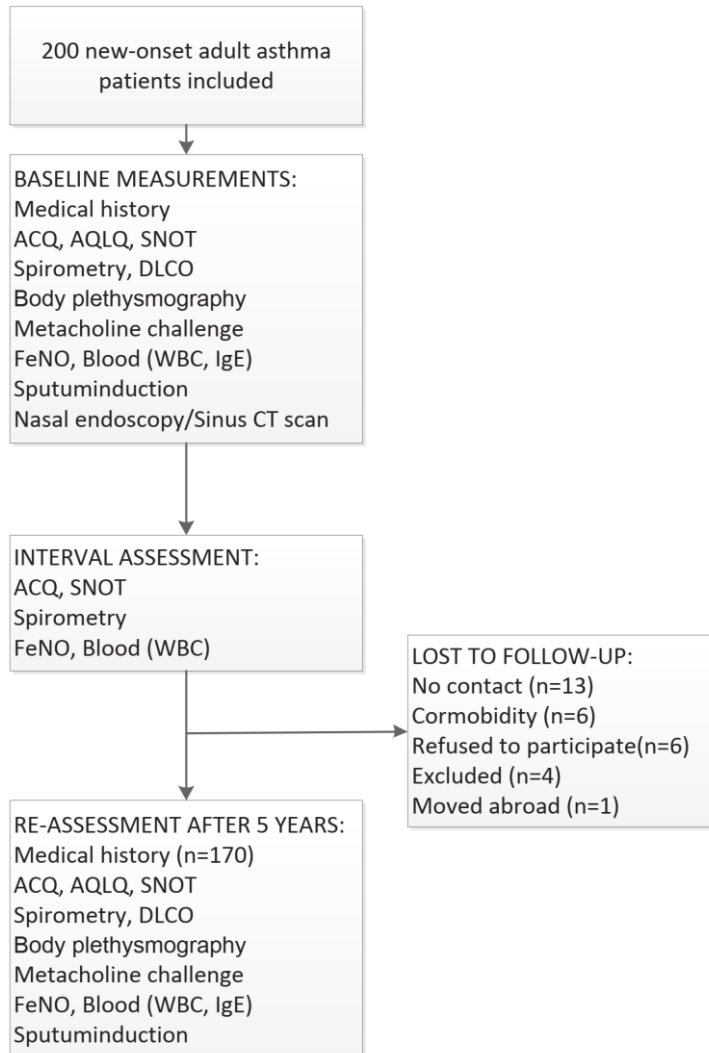 200 new-onset adult asthma
patients included
BASELINE MEASUREMENTS:
Medical history
ACQ, AQLQ, SNOT
Spirometry, DLCO
Body plethysmography
Metacholine challenge
FeNO, Blood (WBC, IgE)
Sputuminduction
Nasal endoscopy/Sinus CT scan
INTERVAL ASSESSMENT:
ACQ, SNOT
Spirometry
FeNO, Blood (WBC)
LOST TO FOLLOW-UP:
No contact (n=13)
Cormobidity (n=6)
Refused to participate(n=6)
Excluded (n=4)
Moved abroad (n=1)
RE-ASSESSMENT AFTER 5 YEARS:
Medical history (n=170)
ACQ, AQLQ, SNOT
Spirometry, DLCO
Body plethysmography
Metacholine challenge
FeNO, Blood (WBC, IgE)
Sputuminduction